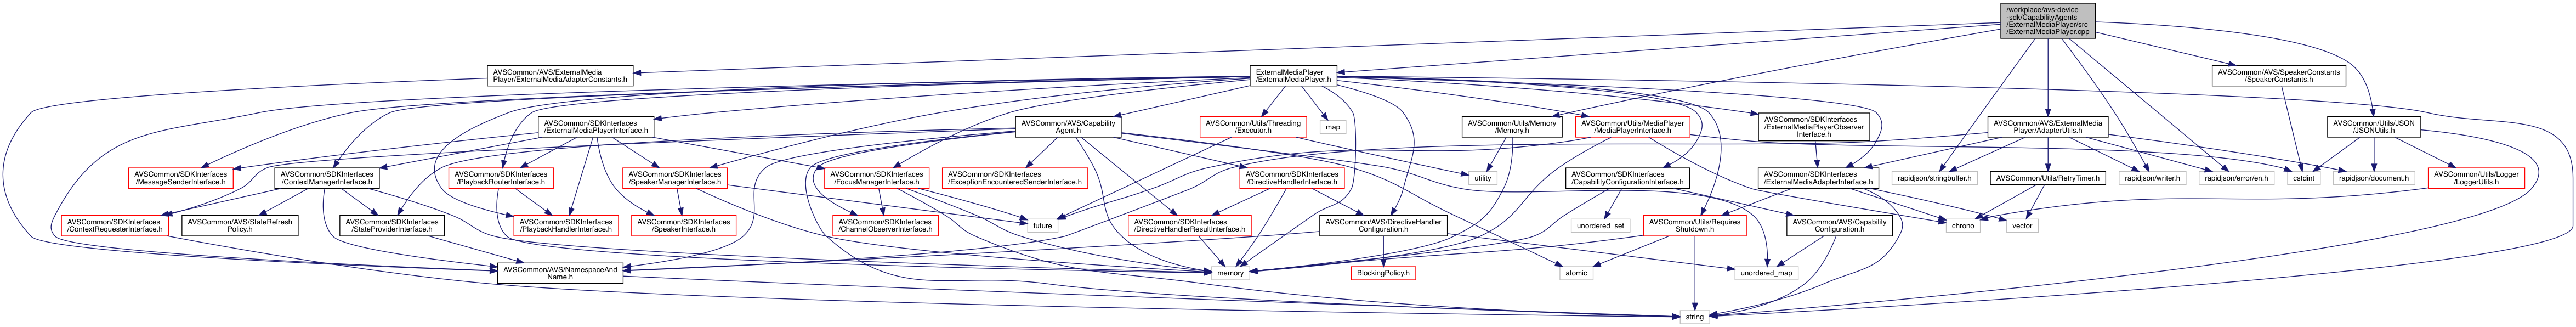 /workplace/avs-device
-sdk/CapabilityAgents
/ExternalMediaPlayer/src
/ExternalMediaPlayer.cpp
AVSCommon/AVS/ExternalMedia
Player/ExternalMediaAdapterConstants.h
ExternalMediaPlayer
/ExternalMediaPlayer.h
AVSCommon/AVS/SpeakerConstants
/SpeakerConstants.h
AVSCommon/SDKInterfaces
/ExternalMediaPlayerInterface.h
AVSCommon/AVS/Capability
Agent.h
AVSCommon/Utils/Threading
/Executor.h
map
AVSCommon/Utils/Memory
/Memory.h
AVSCommon/Utils/MediaPlayer
/MediaPlayerInterface.h
AVSCommon/SDKInterfaces
/ExternalMediaPlayerObserver
Interface.h
AVSCommon/AVS/ExternalMedia
Player/AdapterUtils.h
AVSCommon/Utils/JSON
/JSONUtils.h
AVSCommon/SDKInterfaces
/MessageSenderInterface.h
AVSCommon/SDKInterfaces
/ContextManagerInterface.h
AVSCommon/SDKInterfaces
/PlaybackRouterInterface.h
AVSCommon/SDKInterfaces
/SpeakerManagerInterface.h
AVSCommon/SDKInterfaces
/FocusManagerInterface.h
AVSCommon/SDKInterfaces
/ExceptionEncounteredSenderInterface.h
AVSCommon/SDKInterfaces
/DirectiveHandlerInterface.h
utility
AVSCommon/SDKInterfaces
/CapabilityConfigurationInterface.h
AVSCommon/SDKInterfaces
/ExternalMediaAdapterInterface.h
rapidjson/stringbuffer.h
AVSCommon/Utils/RetryTimer.h
rapidjson/writer.h
rapidjson/error/en.h
cstdint
rapidjson/document.h
AVSCommon/Utils/Logger
/LoggerUtils.h
AVSCommon/SDKInterfaces
/ContextRequesterInterface.h
AVSCommon/AVS/StateRefresh
Policy.h
AVSCommon/SDKInterfaces
/StateProviderInterface.h
AVSCommon/SDKInterfaces
/PlaybackHandlerInterface.h
AVSCommon/SDKInterfaces
/SpeakerInterface.h
AVSCommon/SDKInterfaces
/ChannelObserverInterface.h
future
AVSCommon/SDKInterfaces
/DirectiveHandlerResultInterface.h
AVSCommon/AVS/DirectiveHandler
Configuration.h
unordered_set
AVSCommon/Utils/Requires
Shutdown.h
AVSCommon/AVS/Capability
Configuration.h
chrono
vector
AVSCommon/AVS/NamespaceAnd
Name.h
memory
BlockingPolicy.h
atomic
unordered_map
string